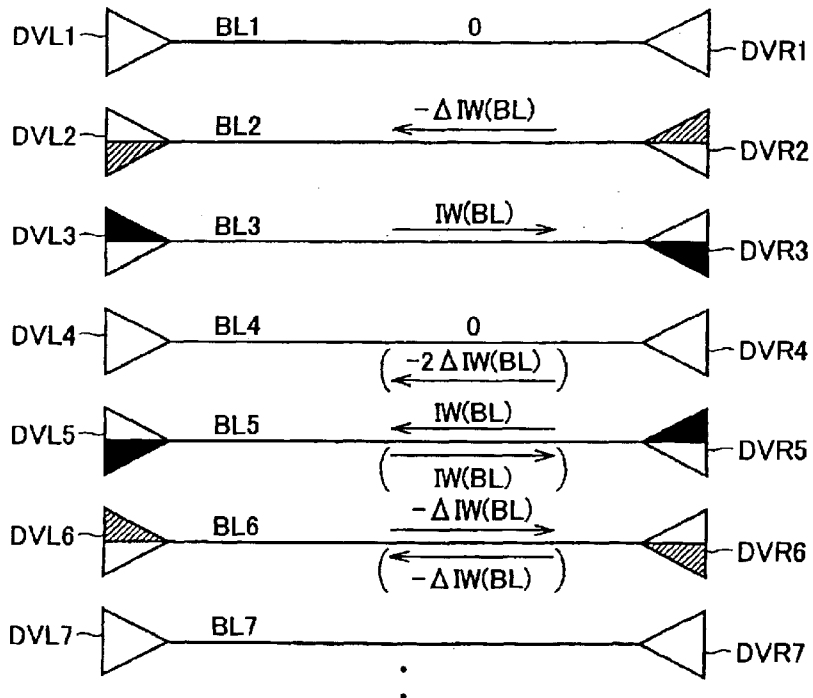 DVL1 BL1 0 DVR1
-ΔIW(BL)
DVL2 BL2 DVR2
IW(BL)
DVL3 BL3 DVR3
DVL4 BL4 0 DVR4
(-2ΔIW(BL))
IW(BL)
DVL5 BL5 DVR5
(IW(BL))
-ΔIW(BL)
DVL6 BL6 DVR6
(-ΔIW(BL))
DVL7 BL7 DVR7